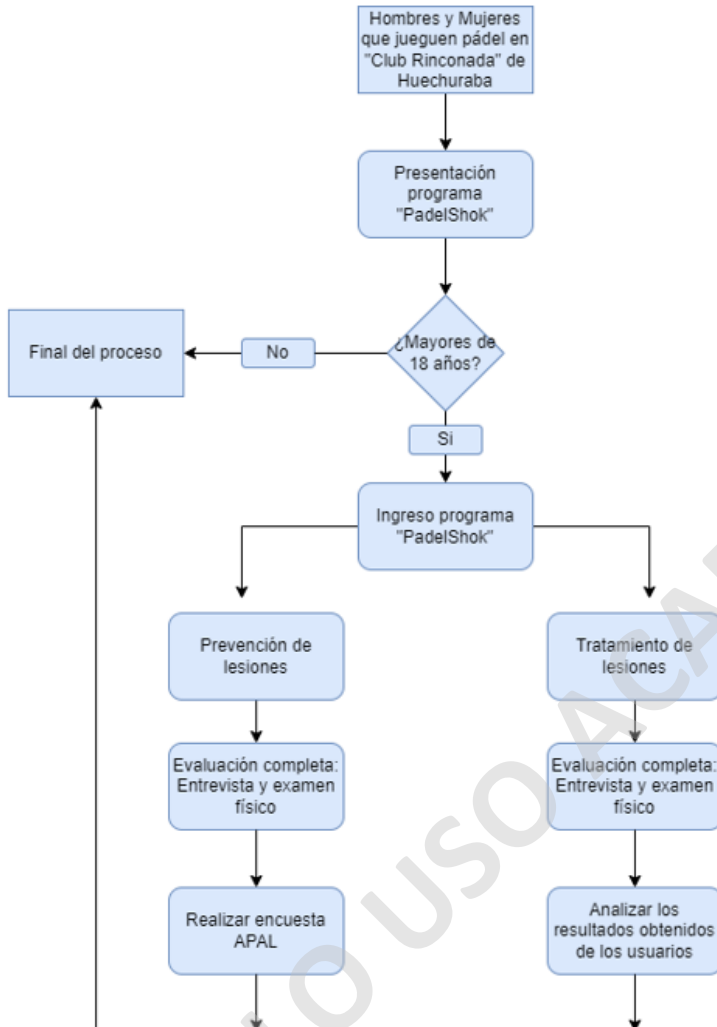 Hombres y Mujeres
que jueguen pádel en
"Club Rinconada" de
Huechuraba
Presentación
programa
"PadelShok"
¿Mayores de
18 años?
No
Final del proceso
Si
Ingreso programa
"PadelShok"
Prevención de
lesiones
Tratamiento de
lesiones
Evaluación completa:
Entrevista y examen
físico
Evaluación completa:
Entrevista y examen
físico
Realizar encuesta
APAL
Analizar los
resultados obtenidos
de los usuarios
USO